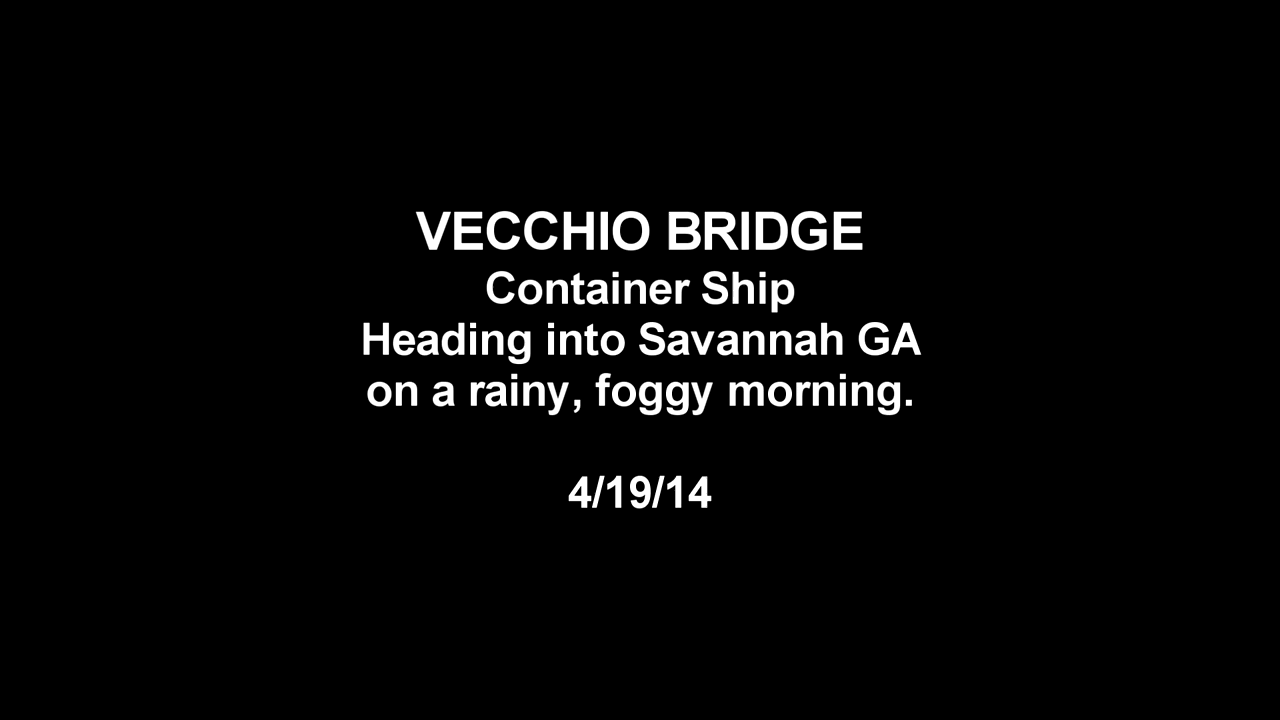 VECCHIO BRIDGE
Container Ship
Heading into Savannah GA
on a rainy, foggy morning.
4/19/14